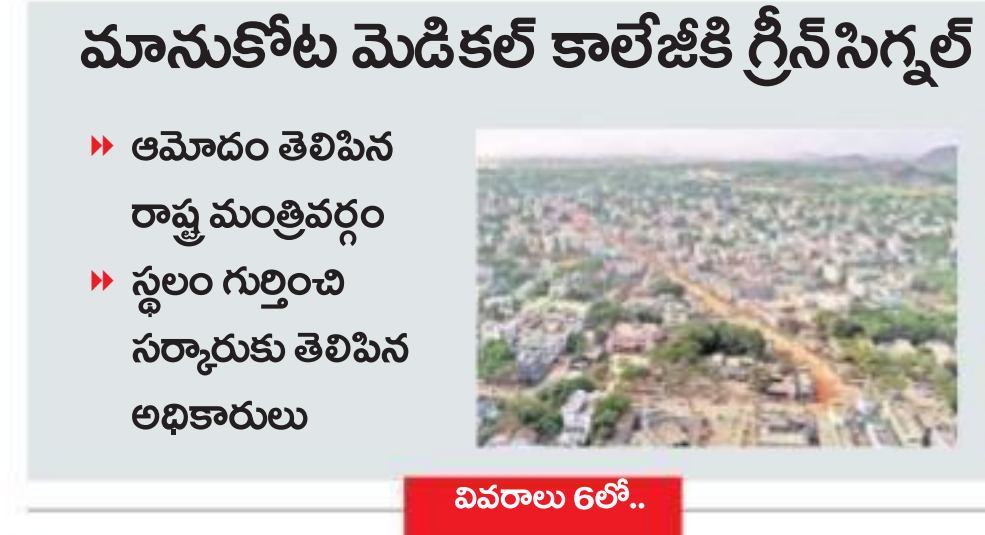 మానుకోట మెడికల్ కాలేజీకి గ్రీన్‌సిగ్నల్
ఆమోదం తెలిపిన
రాష్ట్ర మంత్రివర్గం
స్థలం గుర్తించి
సర్కారుకు తెలిపిన
అధికారులు
వివరాలు 6లో..